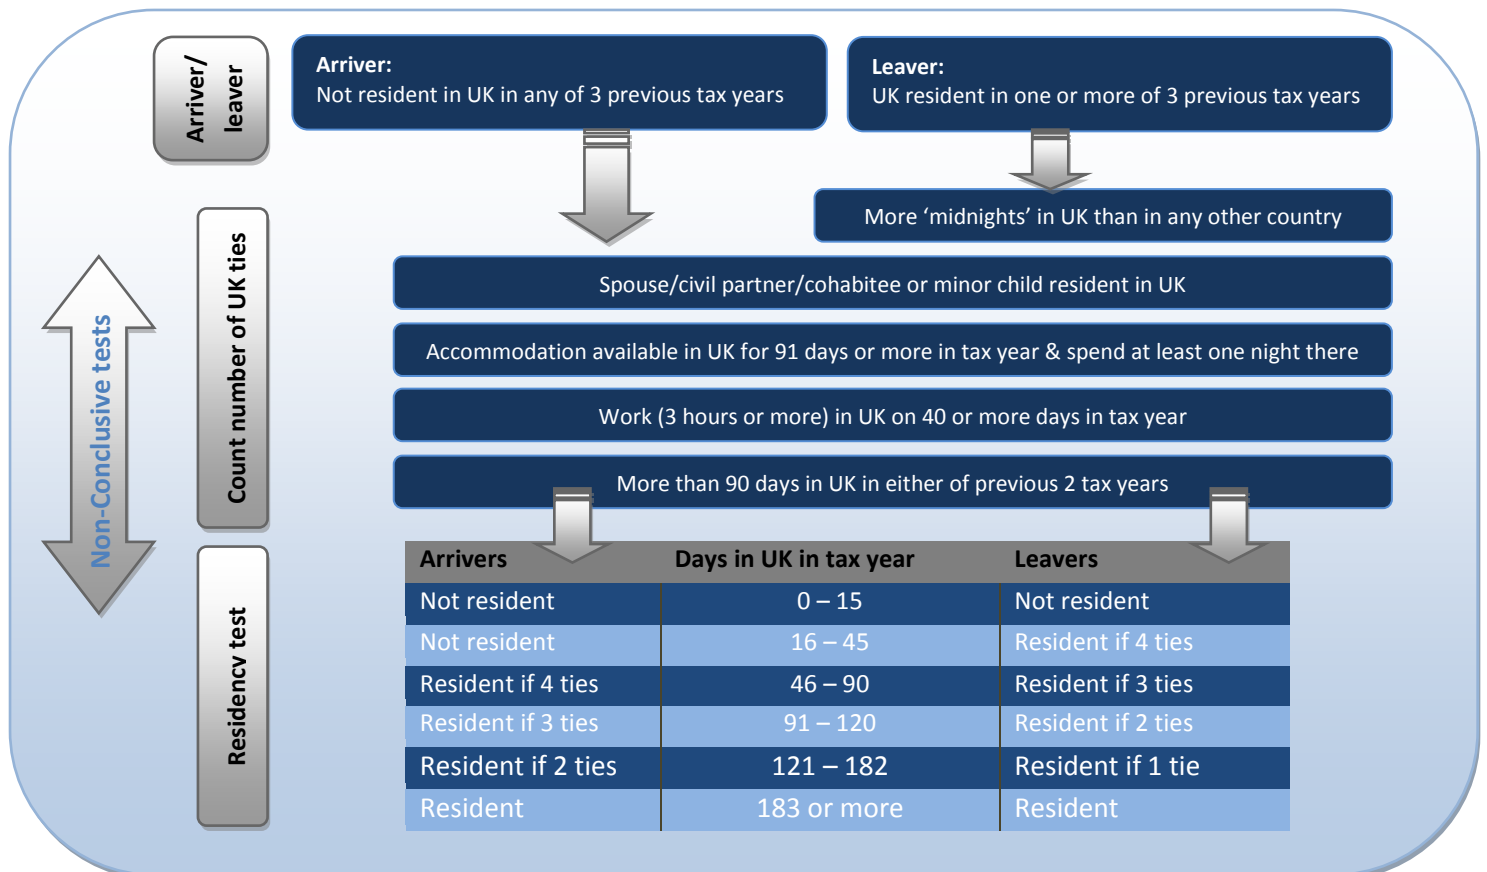 Arriver/
leaver
Arriver:
Not resident in UK in any of 3 previous tax years
Leaver:
UK resident in one or more of 3 previous tax years
More ‘midnights’ in UK than in any other country
Non-Conclusive tests
Count number of UK ties
Spouse/civil partner/cohabitee or minor child resident in UK
Accommodation available in UK for 91 days or more in tax year & spend at least one night there
Work (3 hours or more) in UK on 40 or more days in tax year
More than 90 days in UK in either of previous 2 tax years
Residency test
Arrivers Days in UK in tax year Leavers
Not resident 0 – 15 Not resident
Not resident 16 – 45 Resident if 4 ties
Resident if 4 ties 46 – 90 Resident if 3 ties
Resident if 3 ties 91 – 120 Resident if 2 ties
Resident if 2 ties 121 – 182 Resident if 1 tie
Resident 183 or more Resident